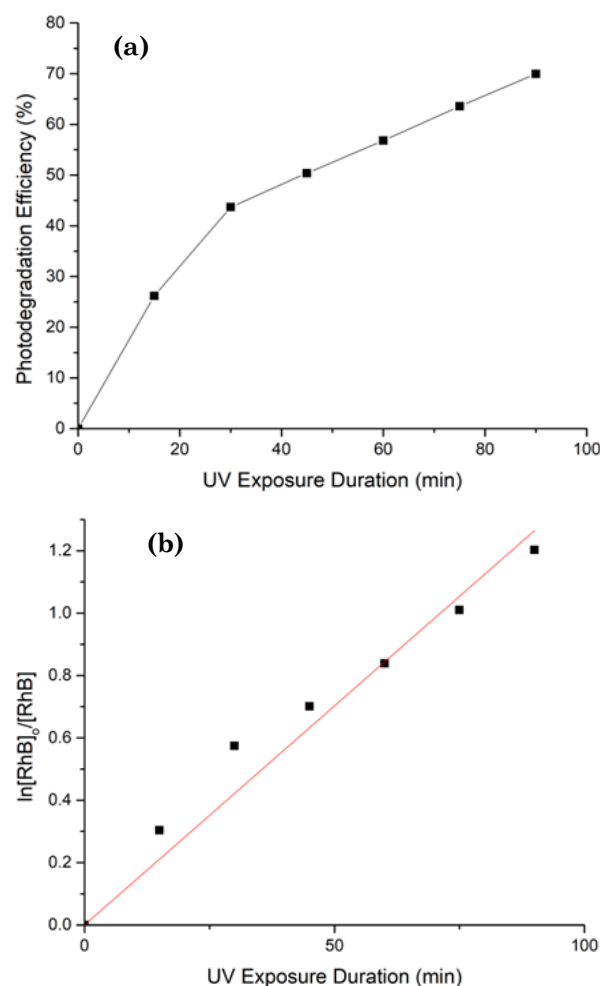 (a)
80
70
60
50
40
30
20
10
0
Photodegradation Efficiency (%)
0 20 40 60 80 100
UV Exposure Duration (min)
(b)
1.2
1.0
0.8
0.6
0.4
0.2
0.0
ln[RhB]ₒ/[RhB]
0 50 100
UV Exposure Duration (min)